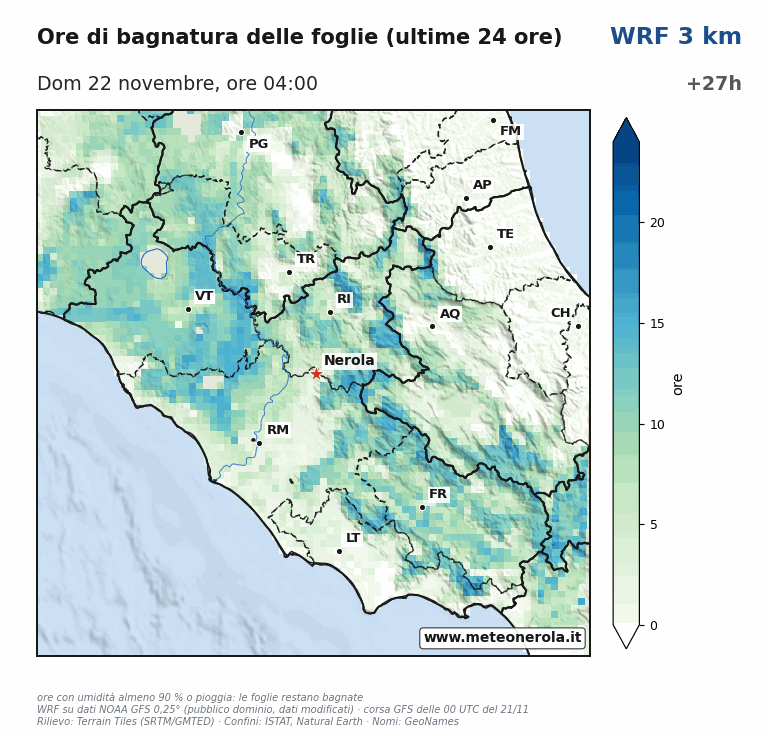 Ore di bagnatura delle foglie (ultime 24 ore)
WRF 3 km
Dom 22 novembre, ore 04:00
+27h
FM
PG
AP
TE
TR
VT
RI
AQ
CH
Nerola
RM
FR
LT
www.meteonerola.it
20
15
10
5
0
ore
ore con umidità almeno 90 % o pioggia: le foglie restano bagnate
WRF su dati NOAA GFS 0,25° (pubblico dominio, dati modificati) · corsa GFS delle 00 UTC del 21/11
Rilievo: Terrain Tiles (SRTM/GMTED) · Confini: ISTAT, Natural Earth · Nomi: GeoNames